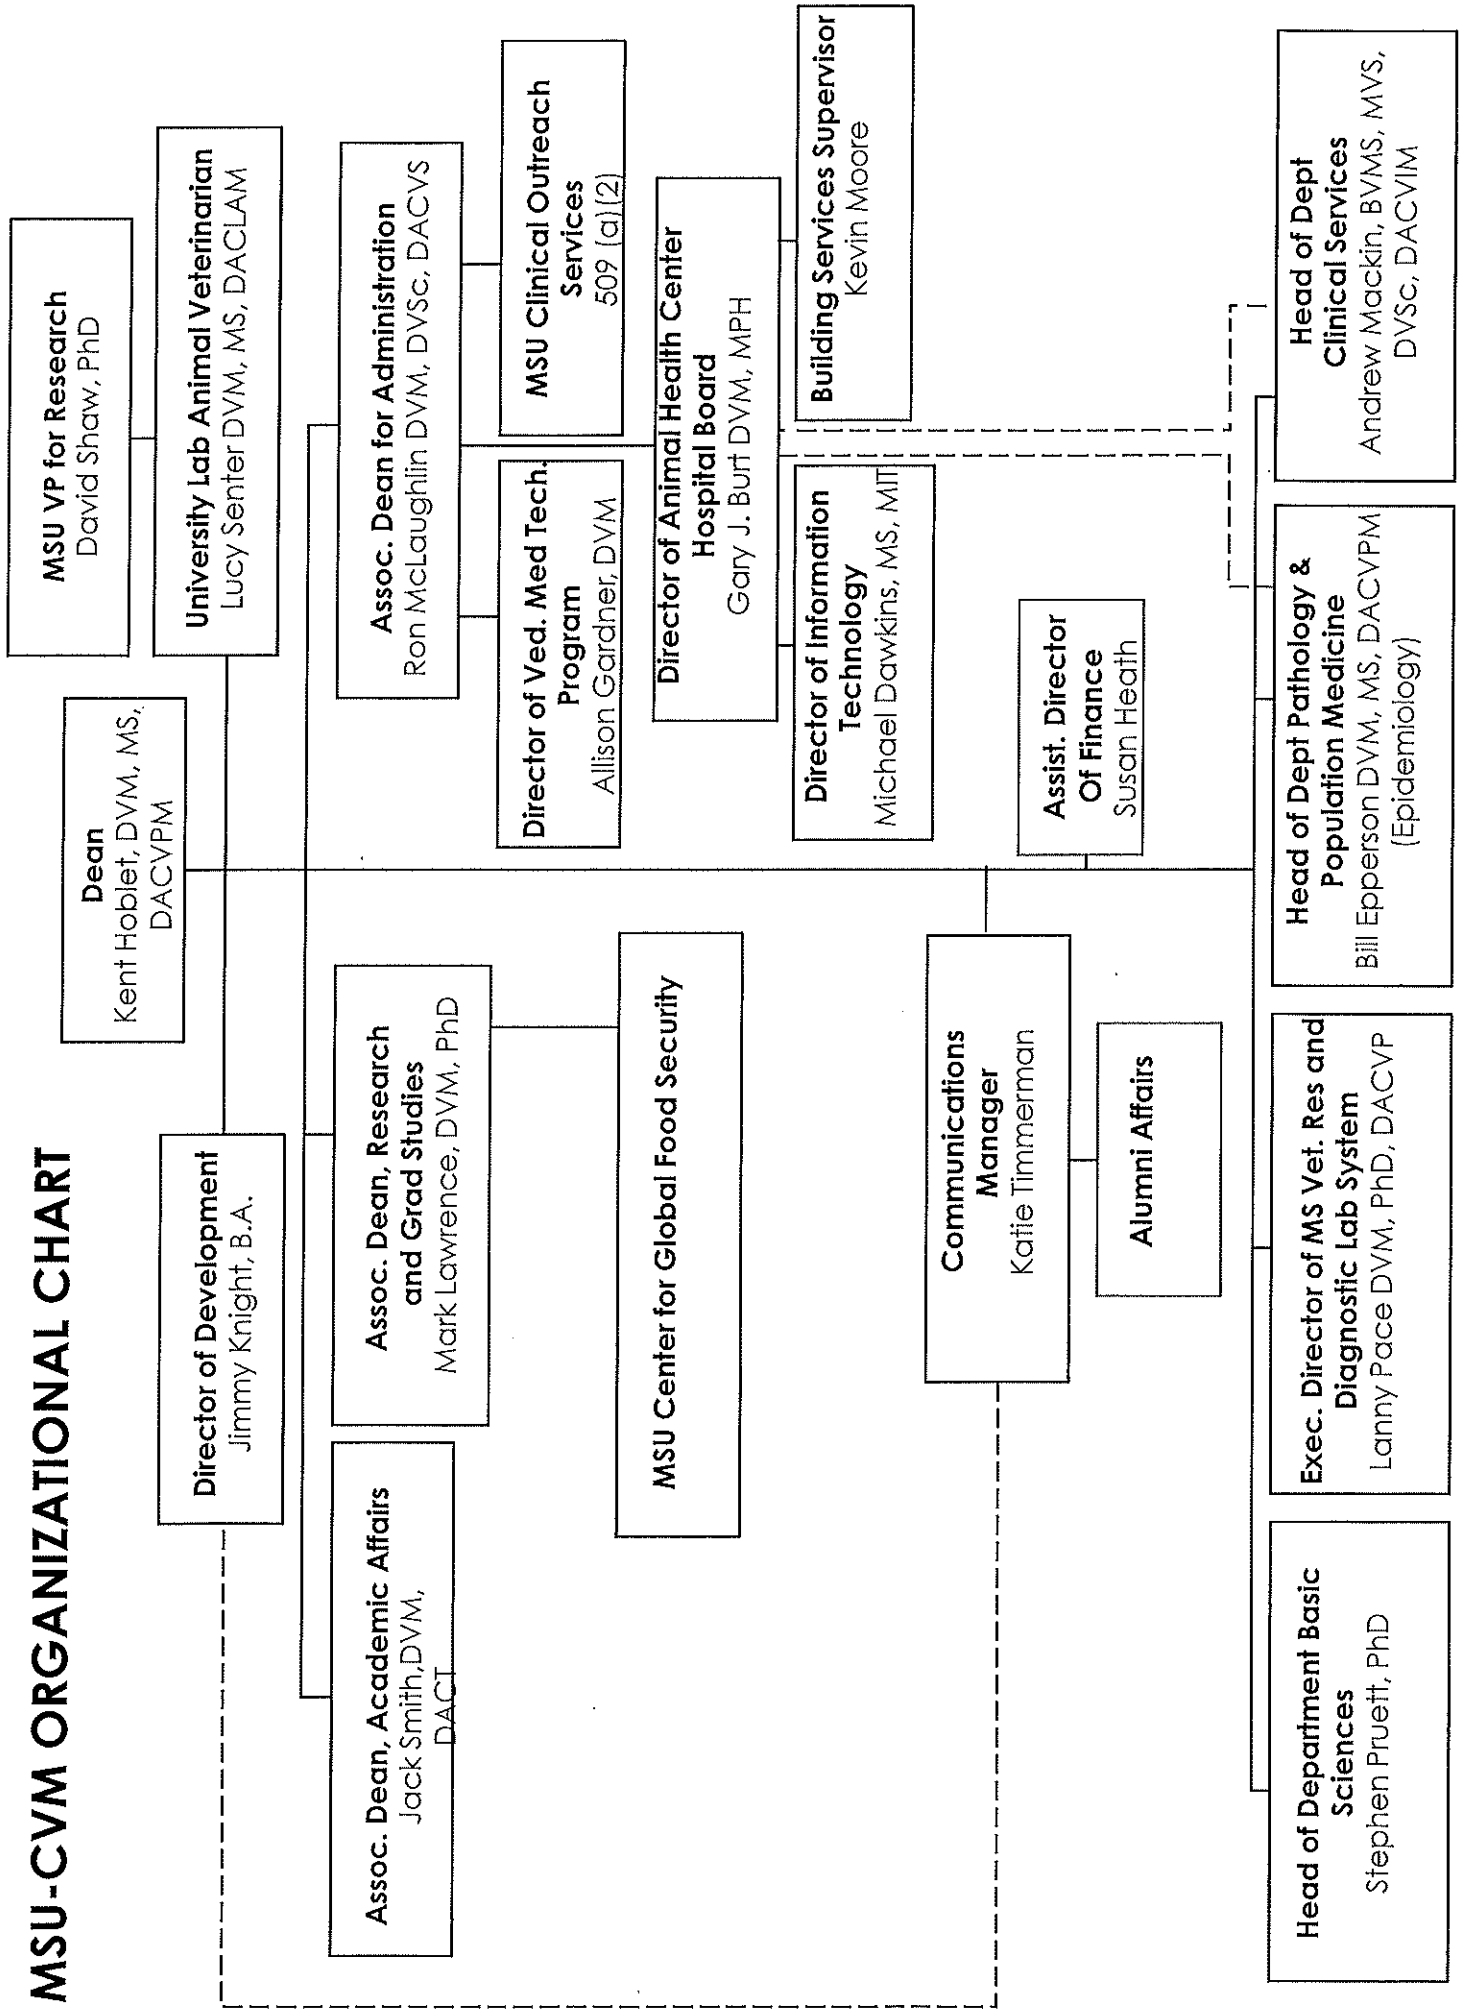 MSU-CVM ORGANIZATIONAL CHART
MSU VP for Research
David Shaw, PhD
Dean
Kent Hoblet, DVM, MS,
DACVPM
Director of Development
Jimmy Knight, B.A.
University Lab Animal Veterinarian
Lucy Senter DVM, MS, DACLAM
Assoc. Dean, Academic Affairs
Jack Smith,DVM,
DACT
Assoc. Dean, Research
and Grad Studies
Mark Lawrence, DVM, PhD
Assoc. Dean for Administration
Ron McLaughlin DVM, DVSc, DACVS
Director of Ved. Med Tech.
Program
Allison Gardner, DVM
MSU Clinical Outreach
Services
509 (a)(2)
MSU Center for Global Food Security
Director of Animal Health Center
Hospital Board
Gary J. Burt DVM, MPH
Director of Information
Technology
Michael Dawkins, MS, MIT
Building Services Supervisor
Kevin Moore
Communications
Manager
Katie Timmerman
Assist. Director
Of Finance
Susan Heath
Alumni Affairs
Head of Department Basic
Sciences
Stephen Pruett, PhD
Exec. Director of MS Vet. Res and
Diagnostic Lab System
Lanny Pace DVM, PhD, DACVP
Head of Dept Pathology &
Population Medicine
Bill Epperson DVM, MS, DACVPM
(Epidemiology)
Head of Dept
Clinical Services
Andrew Mackin, BVMS, MVS,
DVSc, DACVIM